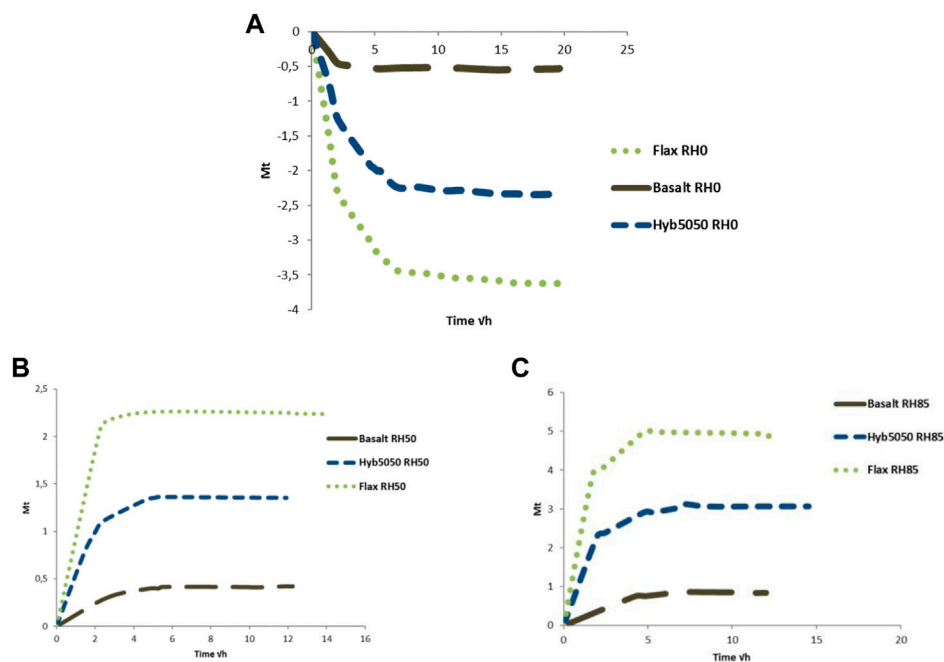 A
0
0 5 10 15 20 25
-0,5
-1
-1,5
-2
-2,5
-3
-3,5
-4
Mt
Time √h
Flax RH0
Basalt RH0
Hyb5050 RH0
B
2,5
2
1,5
1
0,5
0
Mt
0 2 4 6 8 10 12 14 16
Time √h
Basalt RH50
Hyb5050 RH50
Flax RH50
C
6
5
4
3
2
1
0
Mt
0 5 10 15 20
Time √h
Basalt RH85
Hyb5050 RH85
Flax RH85